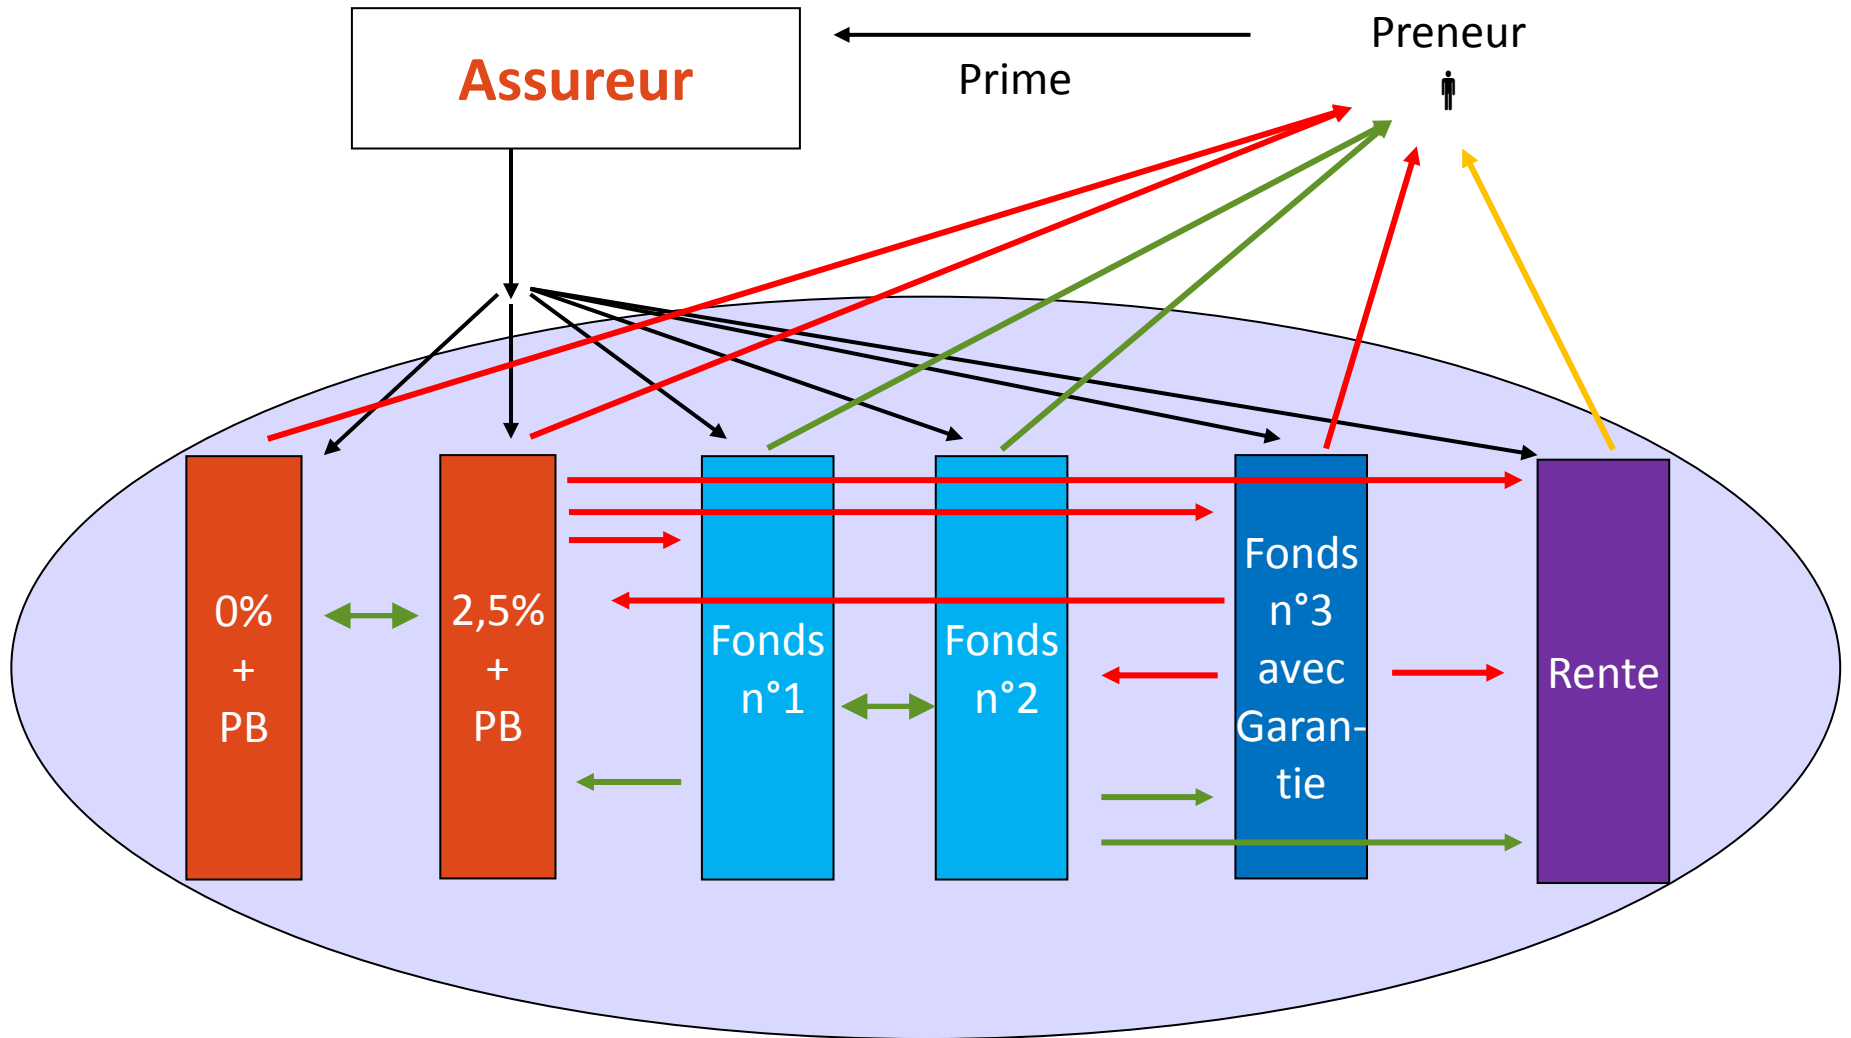 Preneur
Assureur
Prime
0%
+
PB
2,5%
+
PB
Fonds
n°1
Fonds
n°2
Fonds
n°3
avec
Garan-
tie
Rente